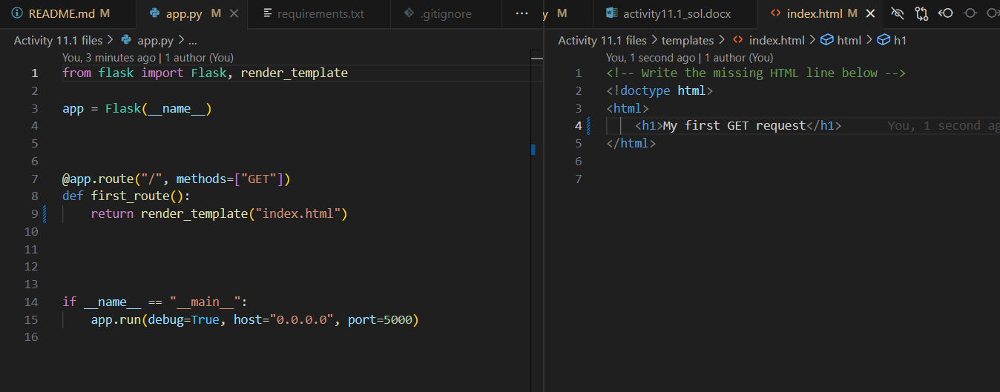 README.md M
app.py M
requirements.txt
.gitignore
...
y M
activity11.1_sol.docx
index.html M
Activity 11.1 files > app.py > ...
You, 3 minutes ago | 1 author (You)
1 from flask import Flask, render_template
2
3 app = Flask(__name__)
4
5
6
7 @app.route("/", methods=["GET"])
8 def first_route():
9     return render_template("index.html")
10
11
12
13
14 if __name__ == "__main__":
15     app.run(debug=True, host="0.0.0.0", port=5000)
16
Activity 11.1 files > templates > index.html > html > h1
You, 1 second ago | 1 author (You)
1 <!-- Write the missing HTML line below -->
2 <!doctype html>
3 <html>
4     <h1>My first GET request</h1> You, 1 second ag
5 </html>
6
7